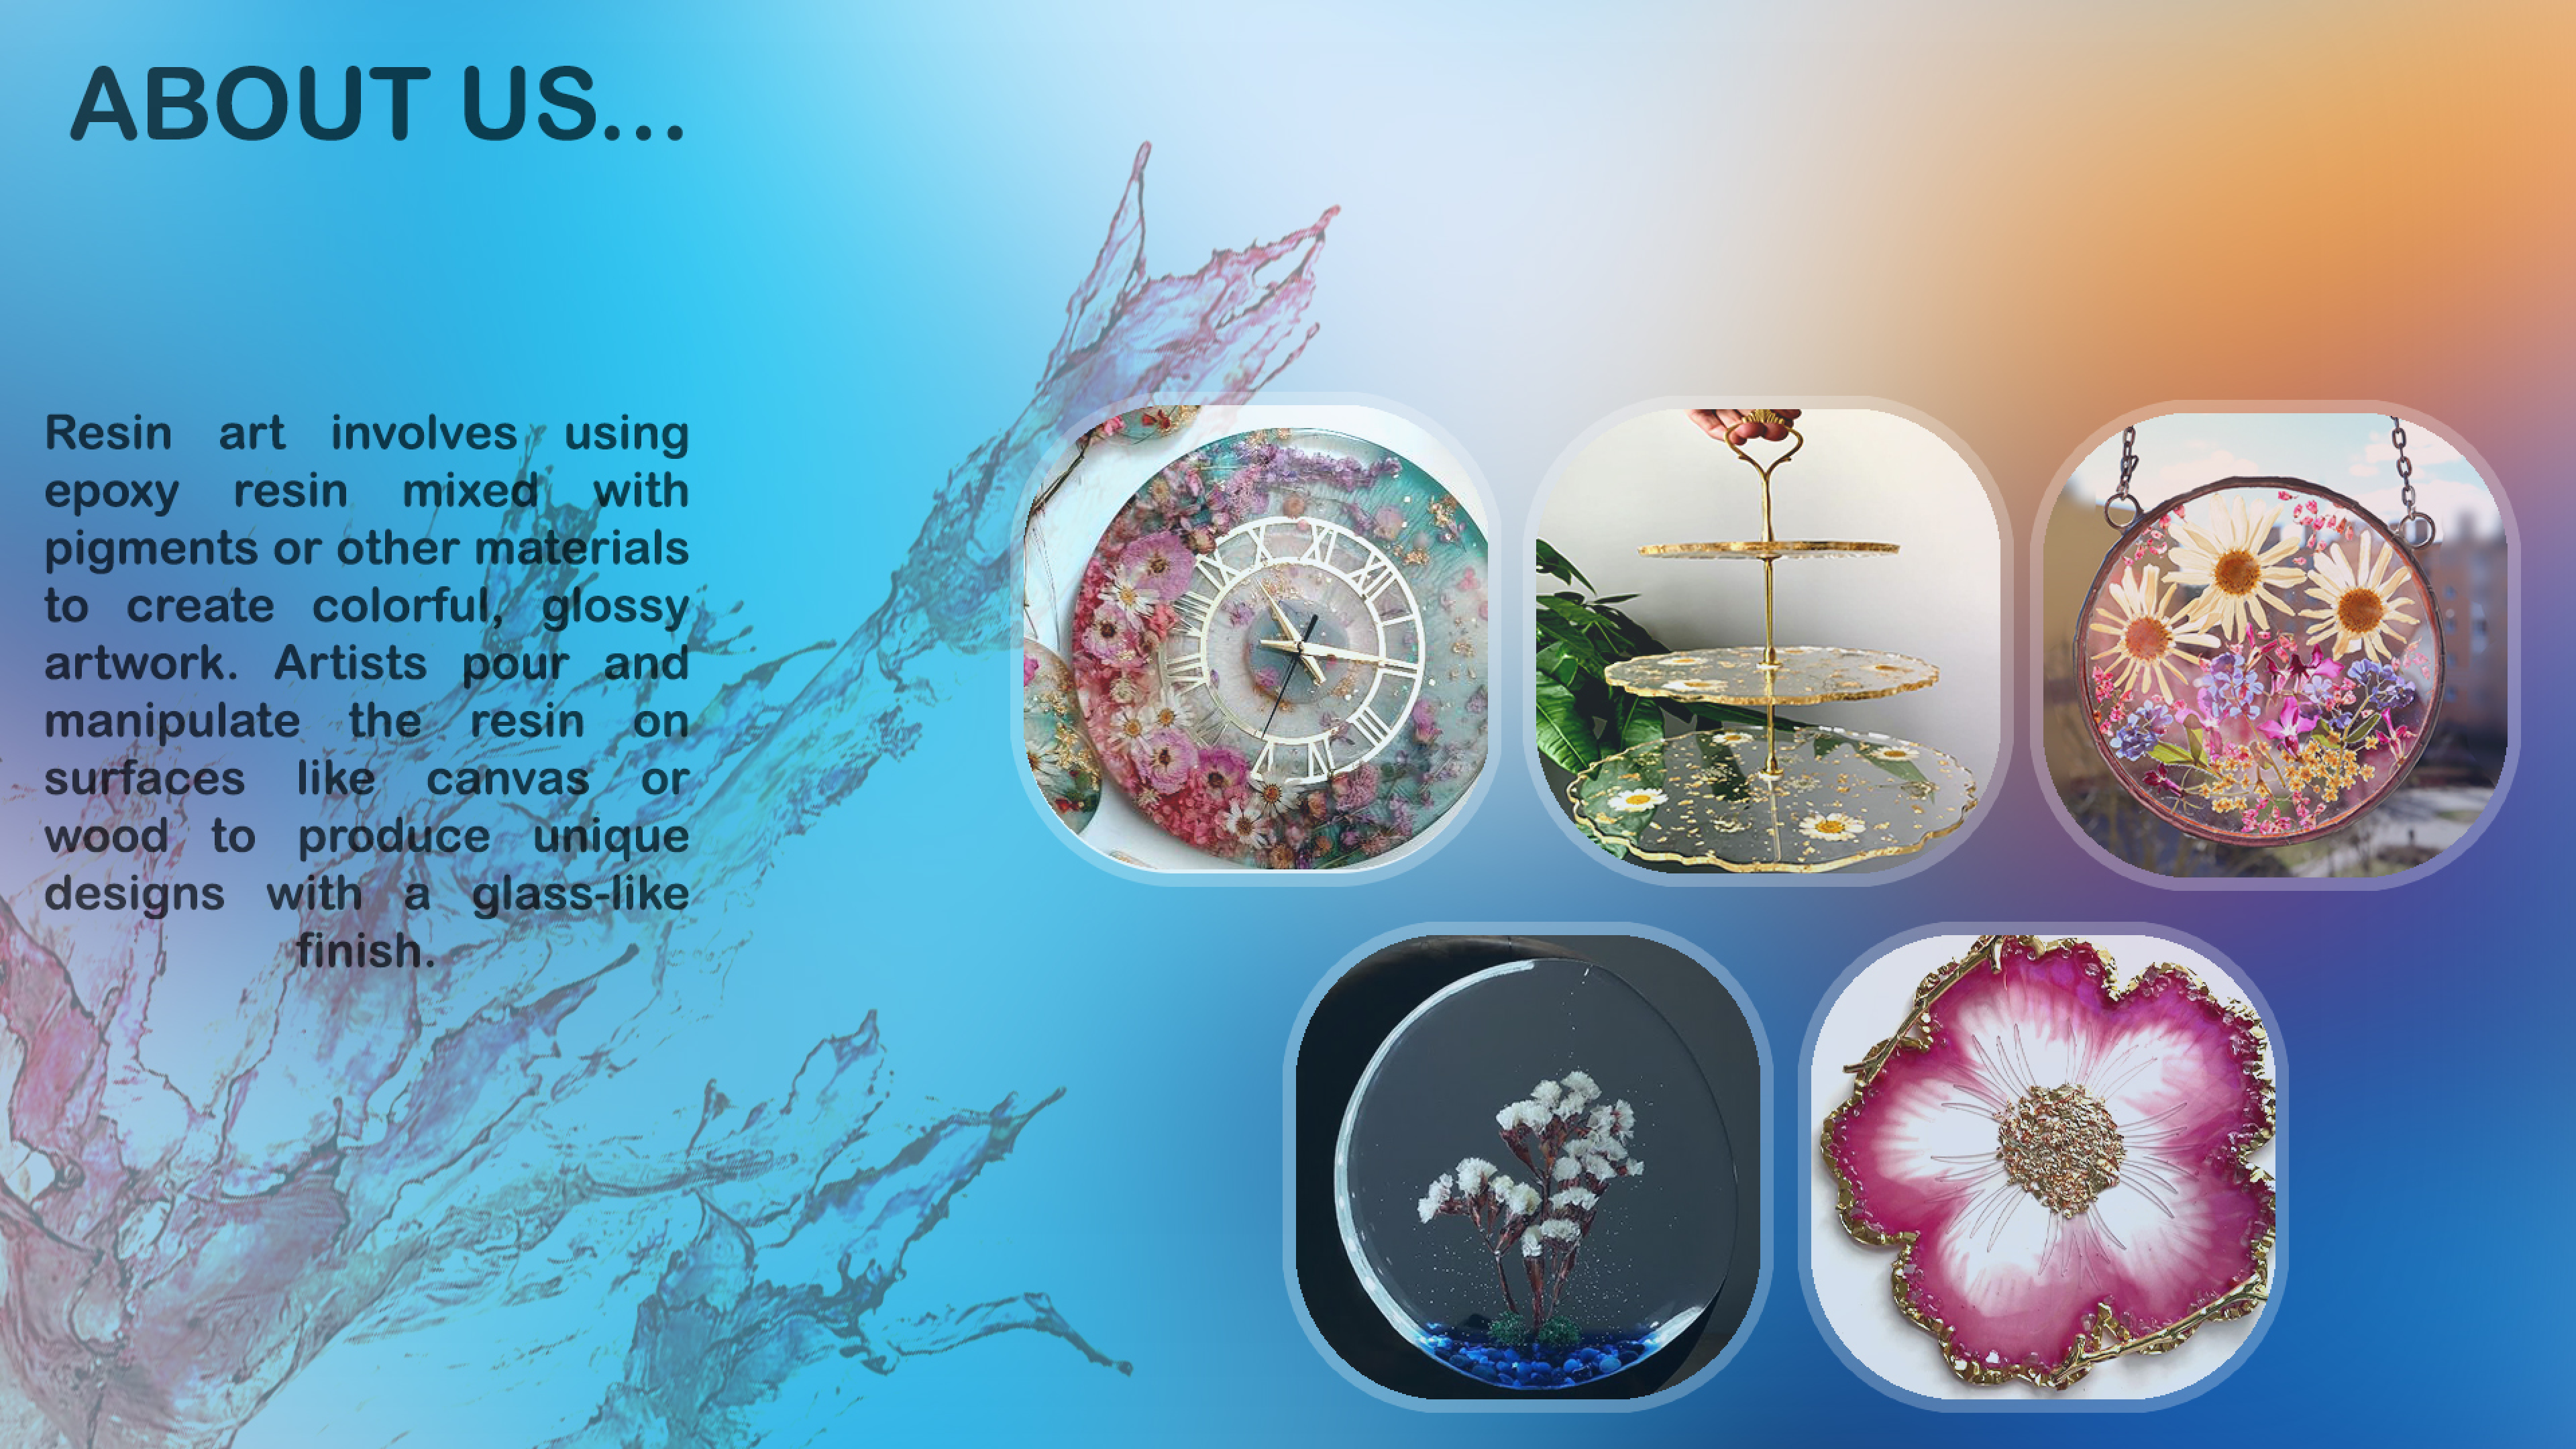 ABOUT US...
Resin art involves using
epoxy resin mixed with
pigments or other materials
to create colorful, glossy
artwork. Artists pour and
manipulate the resin on
surfaces like canvas or
wood to produce unique
designs with a glass-like
finish.